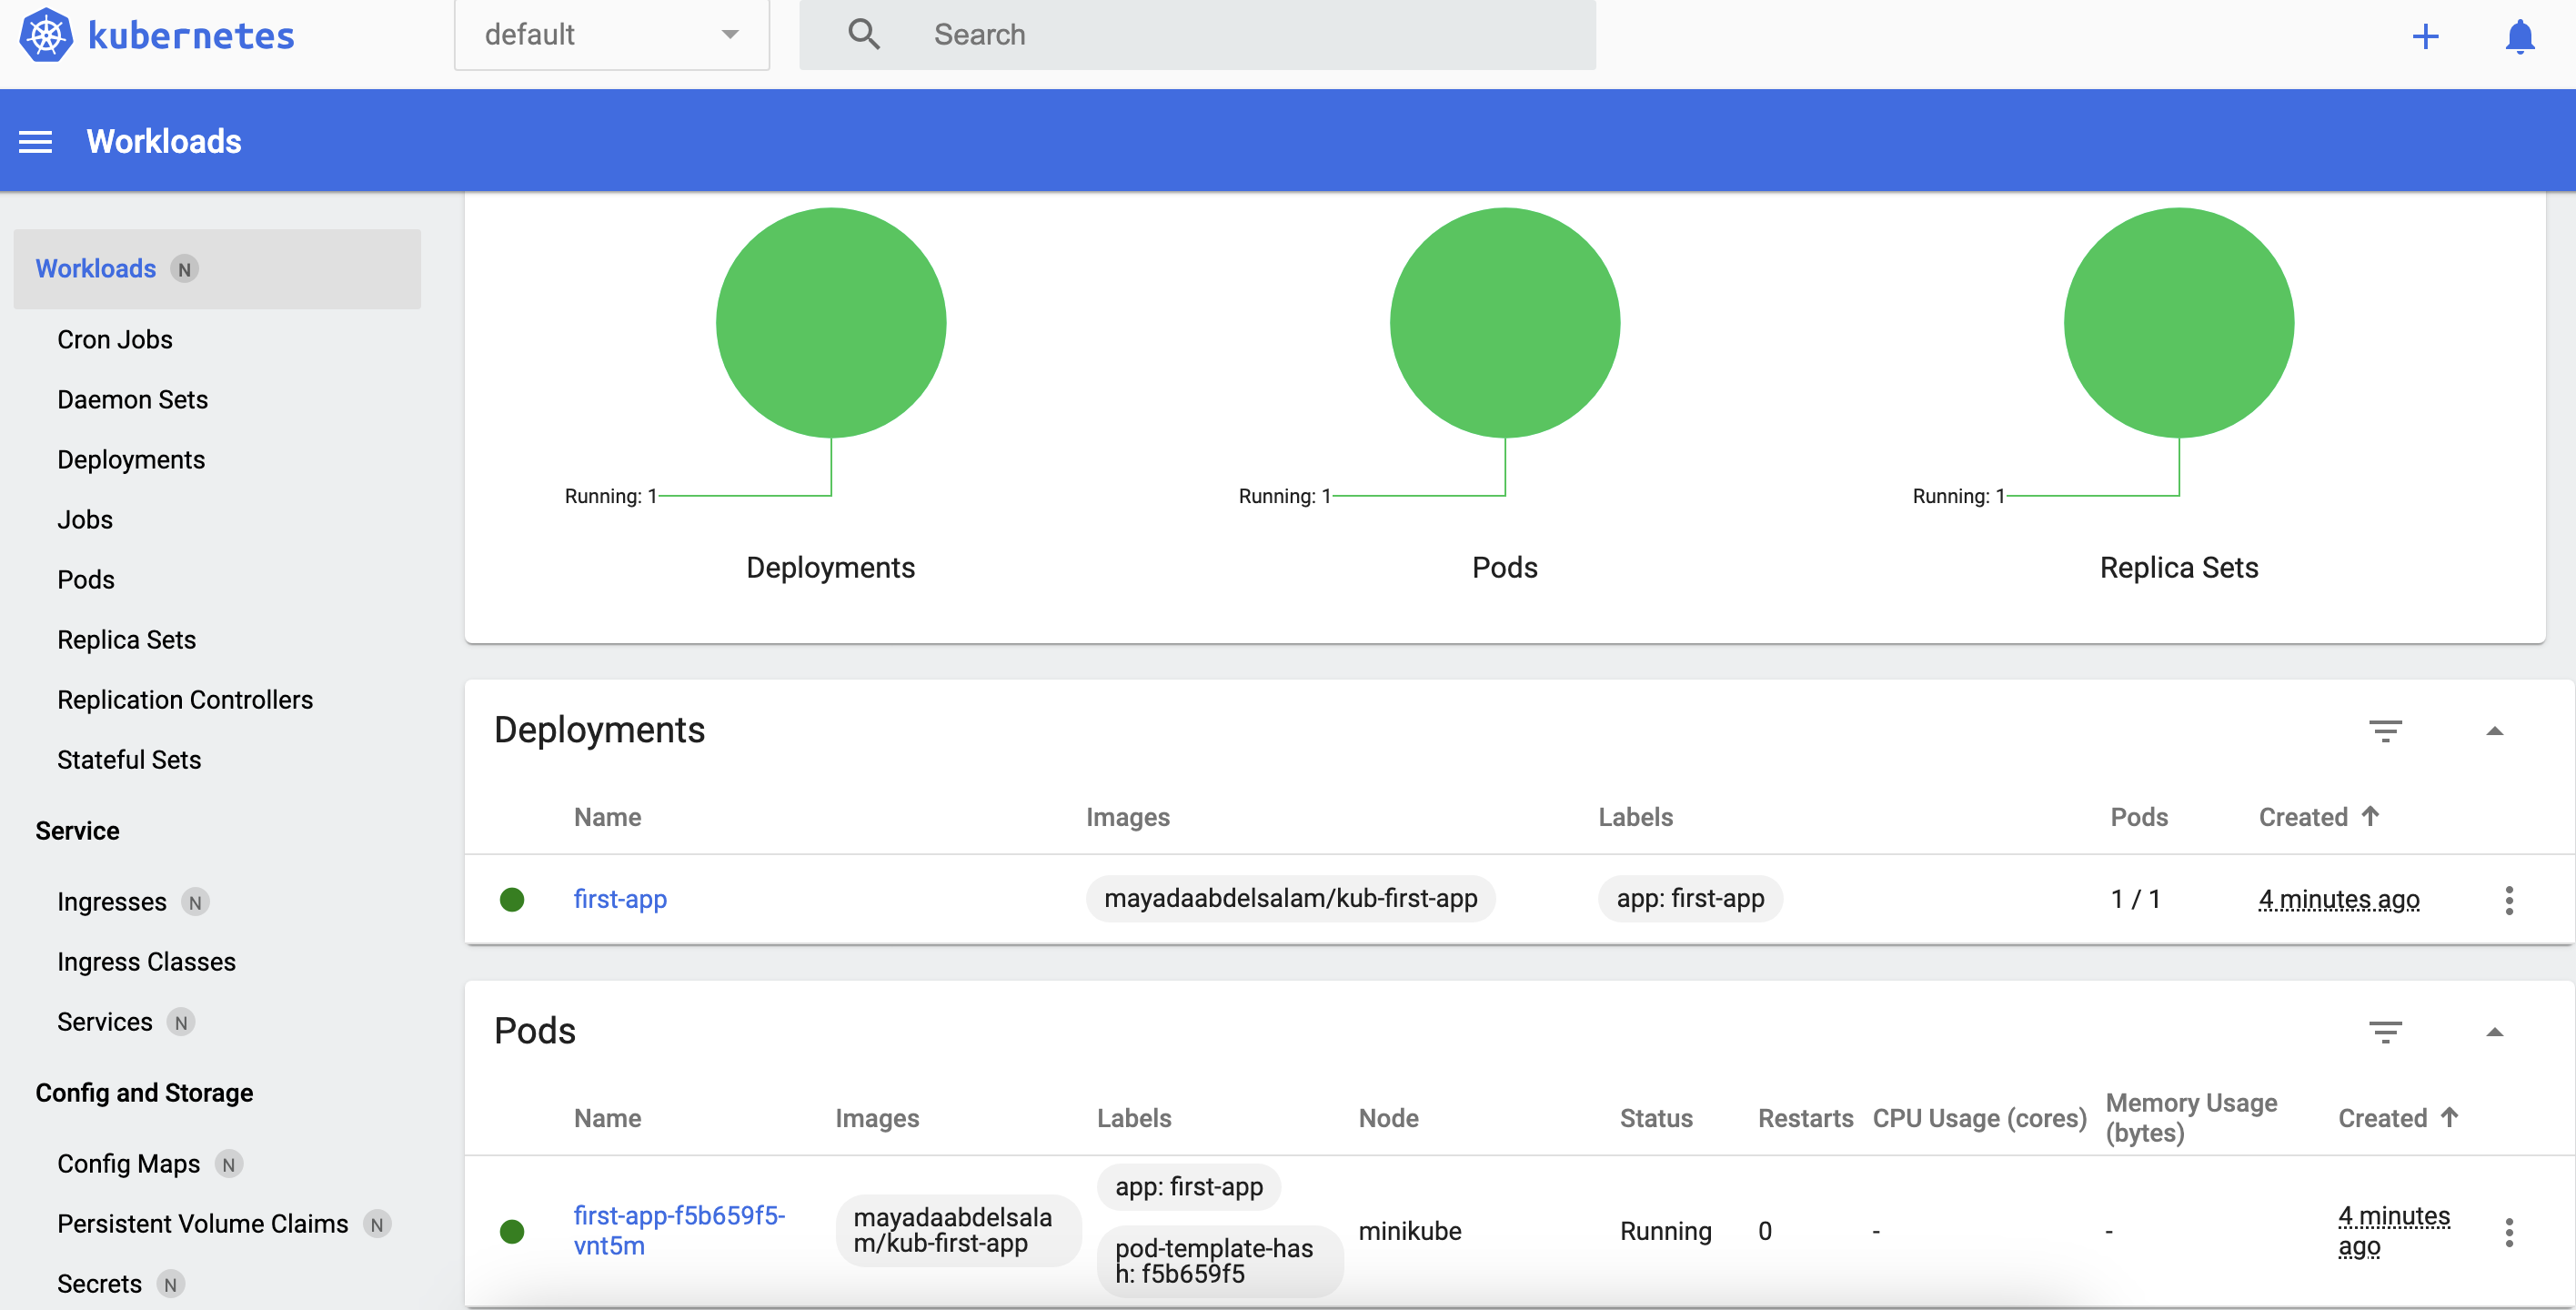 kubernetes
default
Search
Workloads
Workloads N
Cron Jobs
Daemon Sets
Deployments
Jobs
Pods
Replica Sets
Replication Controllers
Stateful Sets
Service
Ingresses N
Ingress Classes
Services N
Config and Storage
Config Maps N
Persistent Volume Claims N
Secrets N
Running: 1
Deployments
Running: 1
Pods
Running: 1
Replica Sets
Deployments
Name Images Labels Pods Created ↑
first-app mayadaabdelsalam/kub-first-app app: first-app 1 / 1 4 minutes ago
Pods
Name Images Labels Node Status Restarts CPU Usage (cores) Memory Usage
(bytes) Created ↑
first-app-f5b659f5-
vnt5m
mayadaabdelsala
m/kub-first-app
app: first-app
pod-template-has
h: f5b659f5
minikube
Running
0
-
-
4 minutes
ago